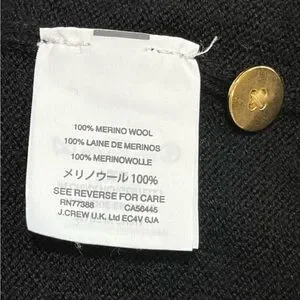 100% MERINO WOOL
100% LAINE DE MERINOS
100% MERINOWOLLE
メリノウール 100%
SEE REVERSE FOR CARE
RN77388 CA56445
J.CREW U.K. Ltd EC4V 6JA